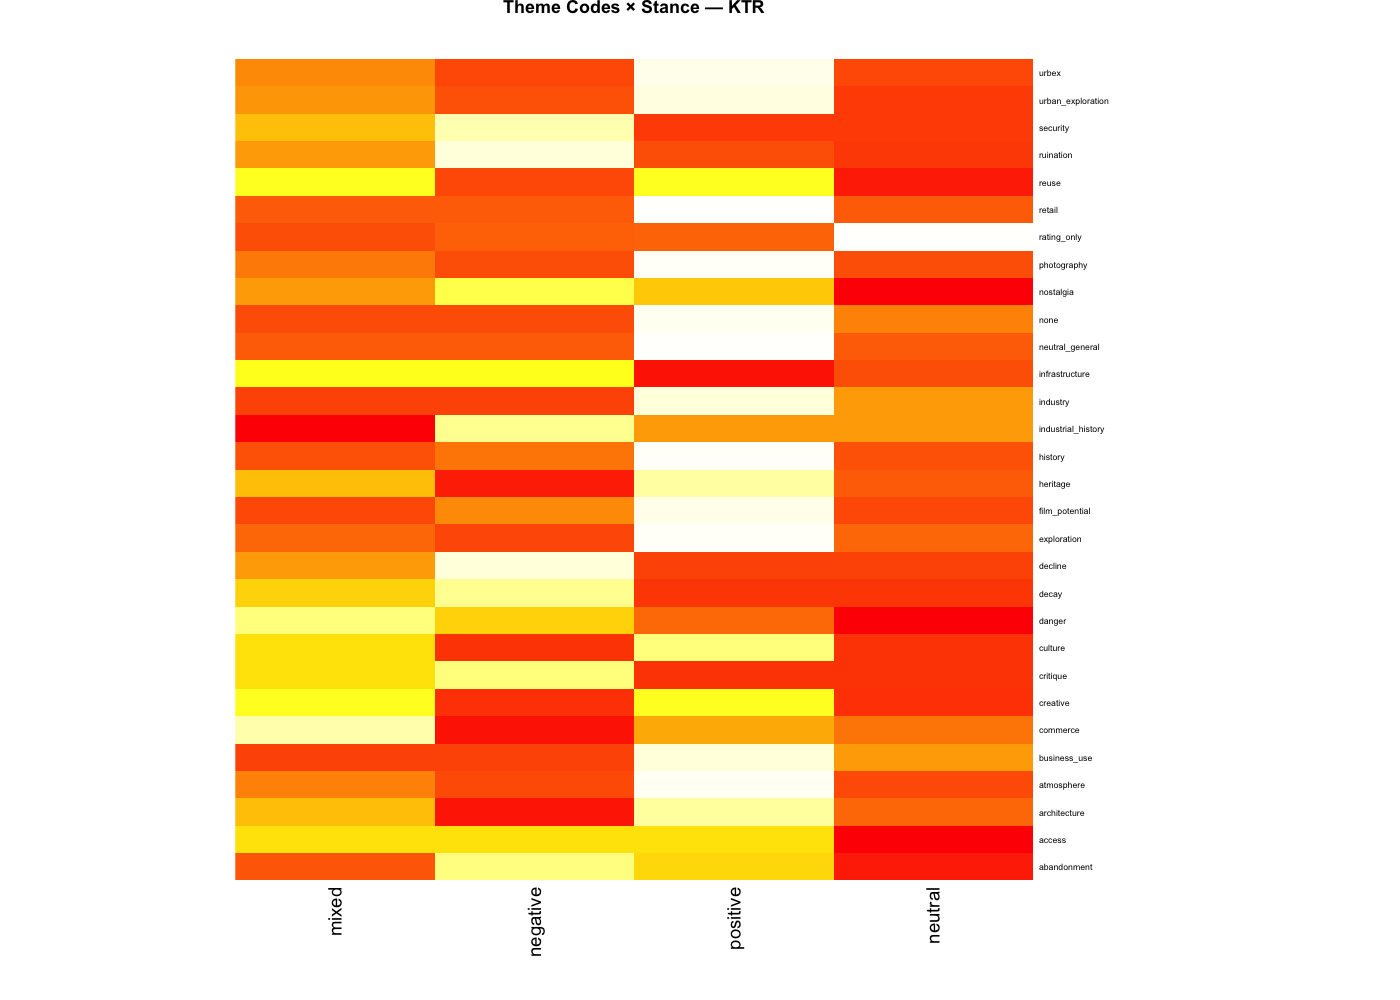 Theme Codes × Stance — KTR
urbex
urban_exploration
security
ruination
reuse
retail
rating_only
photography
nostalgia
none
neutral_general
infrastructure
industry
industrial_history
history
heritage
film_potential
exploration
decline
decay
danger
culture
critique
creative
commerce
business_use
atmosphere
architecture
access
abandonment
mixed
negative
positive
neutral